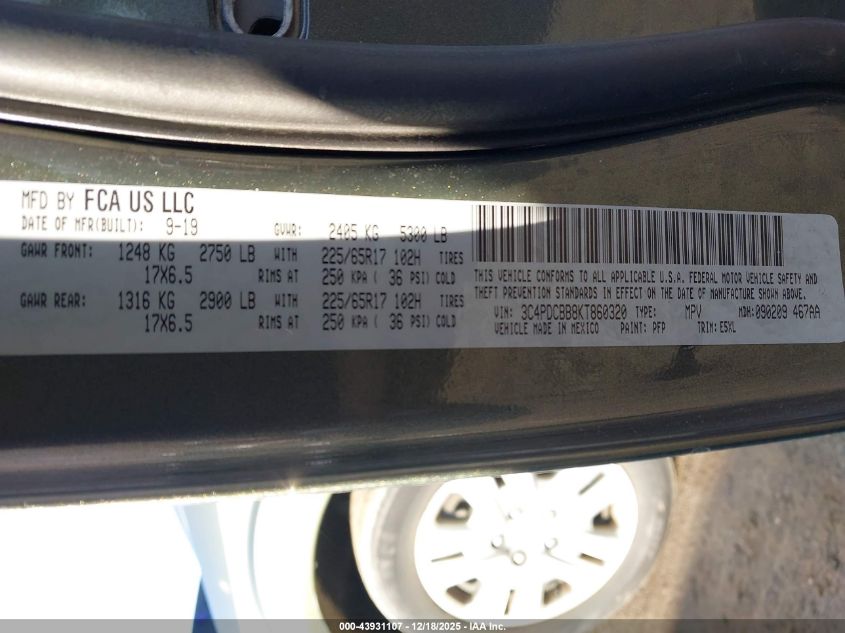 MFD BY FCA US LLC
DATE OF MFR(BUILT): 9-19 GVWR: 2405 KG 5300 LB
GAWR FRONT: 1248 KG 2750 LB WITH 225/65R17 102H TIRES
17X6.5 RIMS AT 250 KPA ( 36 PSI) COLD
GAWR REAR: 1316 KG 2900 LB WITH 225/65R17 102H TIRES
17X6.5 RIMS AT 250 KPA ( 36 PSI) COLD
THIS VEHICLE CONFORMS TO ALL APPLICABLE U.S.A. FEDERAL MOTOR VEHICLE SAFETY AND
THEFT PREVENTION STANDARDS IN EFFECT ON THE DATE OF MANUFACTURE SHOWN ABOVE.
VIN: 3C4PDCBB8KT860320 TYPE: MPV MDH: 090209 467AA
VEHICLE MADE IN MEXICO PAINT: PFP TRIM: E5XL
000-43931107 - 12/18/2025 - IAA Inc.